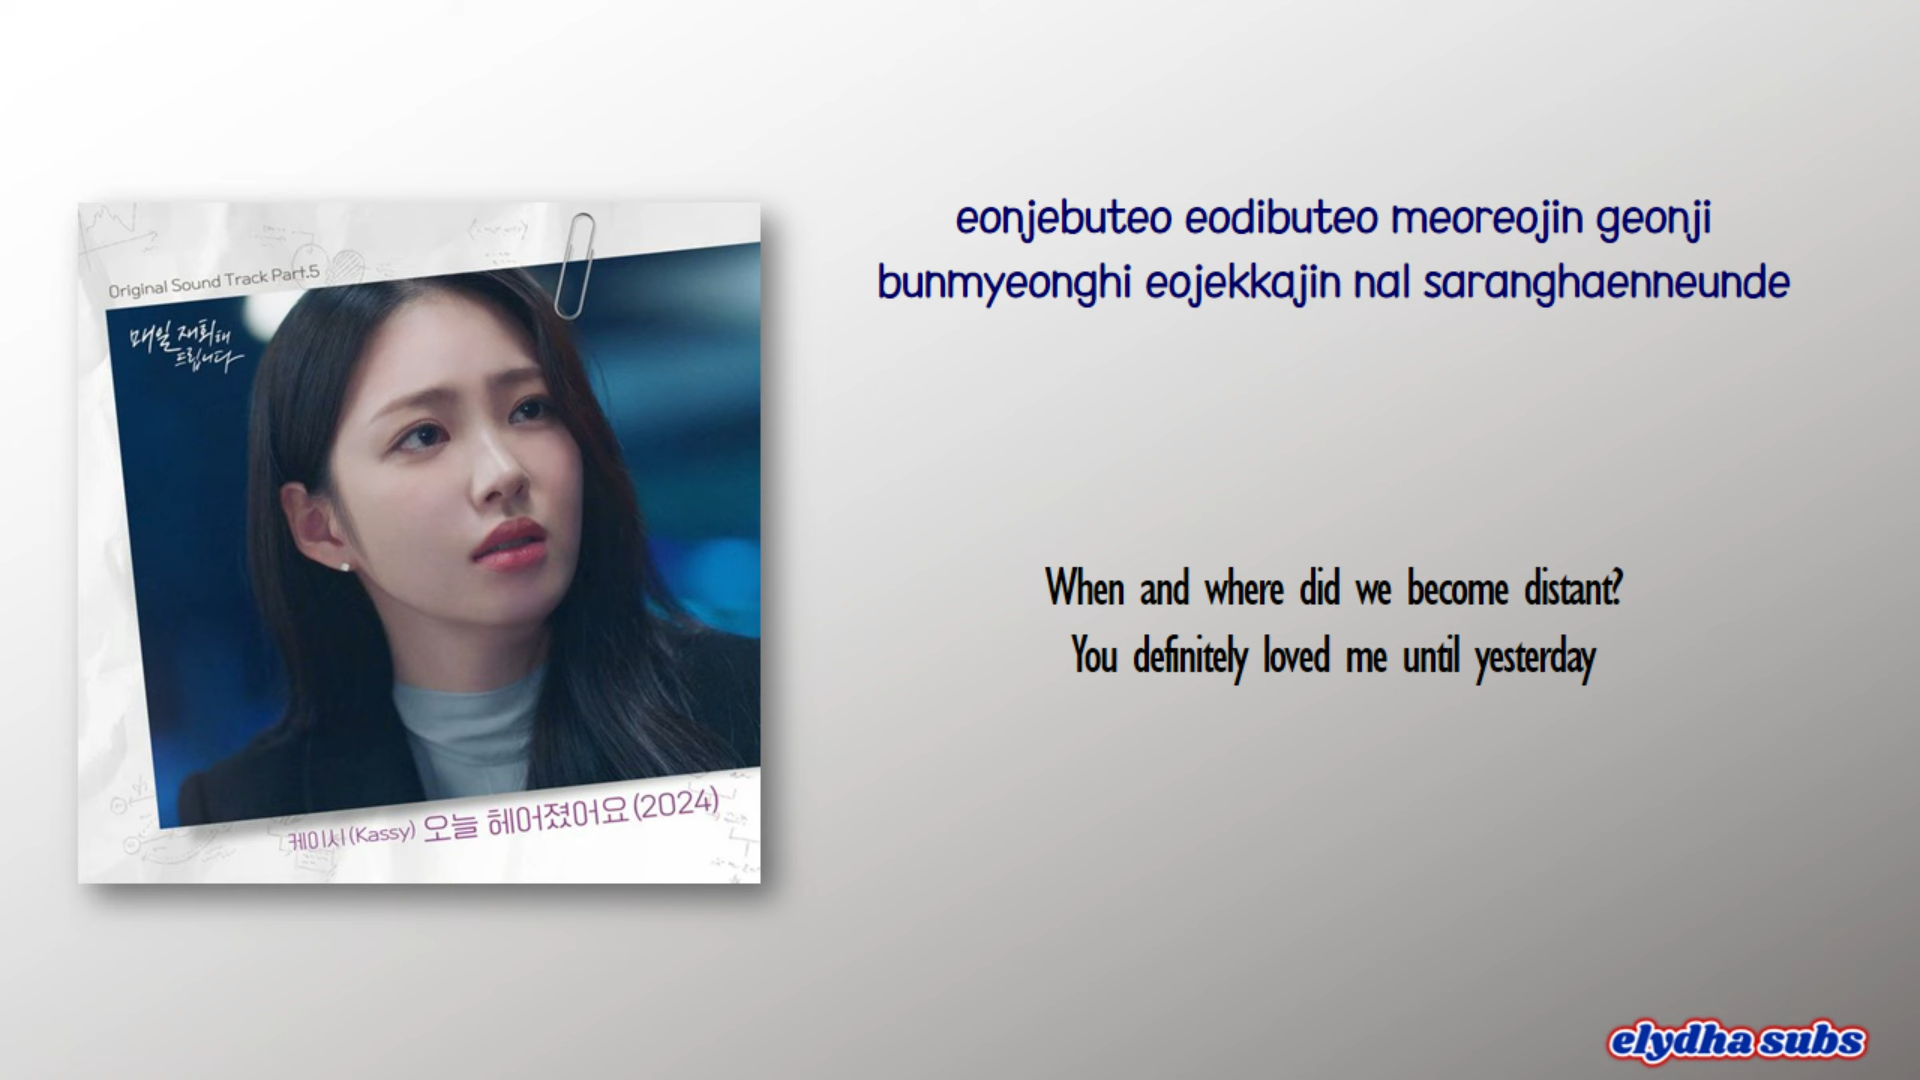 Original Sound Track Part.5
매일 재회해
드립니다
케이시(Kassy) 오늘 헤어졌어요(2024)
eonjebuteo eodibuteo meoreojin geonji
bunmyeonghi eojekkajin nal saranghaenneunde
When and where did we become distant?
You definitely loved me until yesterday
elydha subs